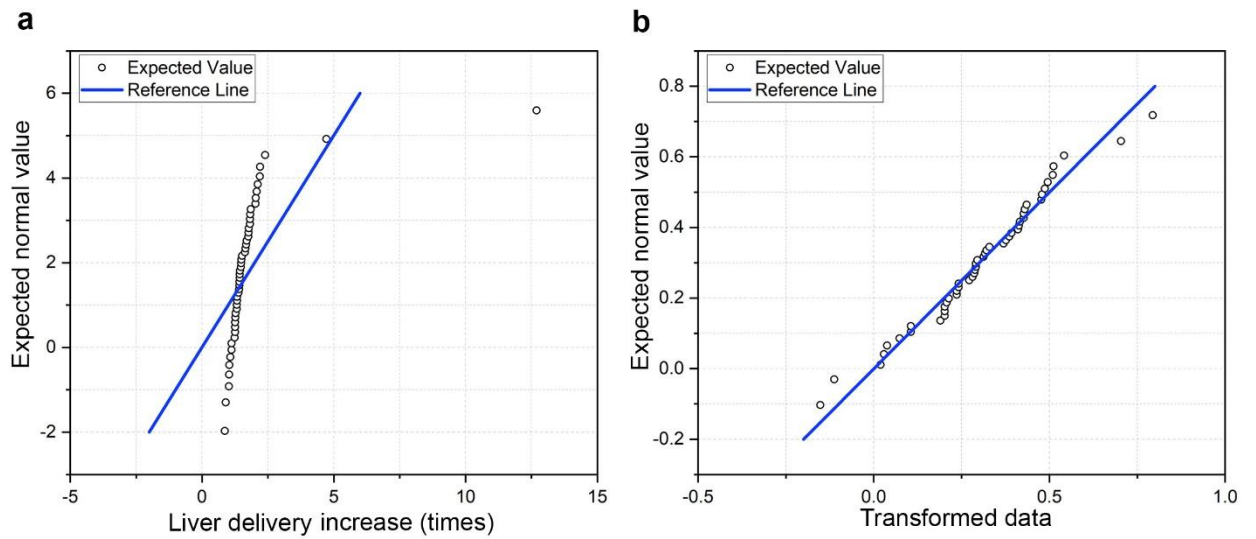 a
Expected Value
Reference Line
6
4
2
0
-2
Expected normal value
-5
0
5
10
15
Liver delivery increase (times)
b
Expected Value
Reference Line
0.8
0.6
0.4
0.2
0.0
-0.2
Expected normal value
-0.5
0.0
0.5
1.0
Transformed data